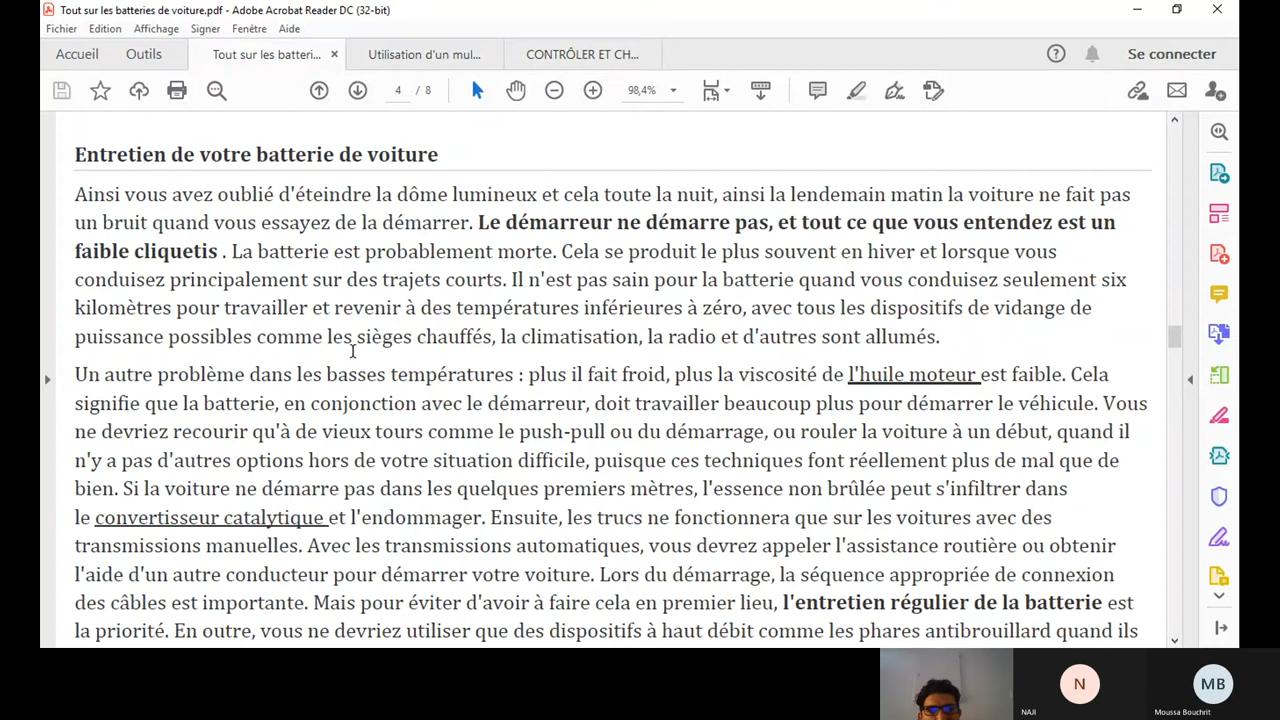 Tout sur les batteries de voiture.pdf - Adobe Acrobat Reader DC (32-bit)
Fichier Edition Affichage Signer Fenêtre Aide
Accueil Outils Tout sur les batteri... × Utilisation d'un mul... CONTRÔLER ET CH... Se connecter
4 / 8 98,4%
Entretien de votre batterie de voiture
Ainsi vous avez oublié d'éteindre la dôme lumineux et cela toute la nuit, ainsi la lendemain matin la voiture ne fait pas
un bruit quand vous essayez de la démarrer. Le démarreur ne démarre pas, et tout ce que vous entendez est un
faible cliquetis . La batterie est probablement morte. Cela se produit le plus souvent en hiver et lorsque vous
conduisez principalement sur des trajets courts. Il n'est pas sain pour la batterie quand vous conduisez seulement six
kilomètres pour travailler et revenir à des températures inférieures à zéro, avec tous les dispositifs de vidange de
puissance possibles comme les sièges chauffés, la climatisation, la radio et d'autres sont allumés.
Un autre problème dans les basses températures : plus il fait froid, plus la viscosité de l'huile moteur est faible. Cela
signifie que la batterie, en conjonction avec le démarreur, doit travailler beaucoup plus pour démarrer le véhicule. Vous
ne devriez recourir qu'à de vieux tours comme le push-pull ou du démarrage, ou rouler la voiture à un début, quand il
n'y a pas d'autres options hors de votre situation difficile, puisque ces techniques font réellement plus de mal que de
bien. Si la voiture ne démarre pas dans les quelques premiers mètres, l'essence non brûlée peut s'infiltrer dans
le convertisseur catalytique et l'endommager. Ensuite, les trucs ne fonctionnera que sur les voitures avec des
transmissions manuelles. Avec les transmissions automatiques, vous devrez appeler l'assistance routière ou obtenir
l'aide d'un autre conducteur pour démarrer votre voiture. Lors du démarrage, la séquence appropriée de connexion
des câbles est importante. Mais pour éviter d'avoir à faire cela en premier lieu, l'entretien régulier de la batterie est
la priorité. En outre, vous ne devriez utiliser que des dispositifs à haut débit comme les phares antibrouillard quand ils
N MB
NAJI Moussa Bouchrit